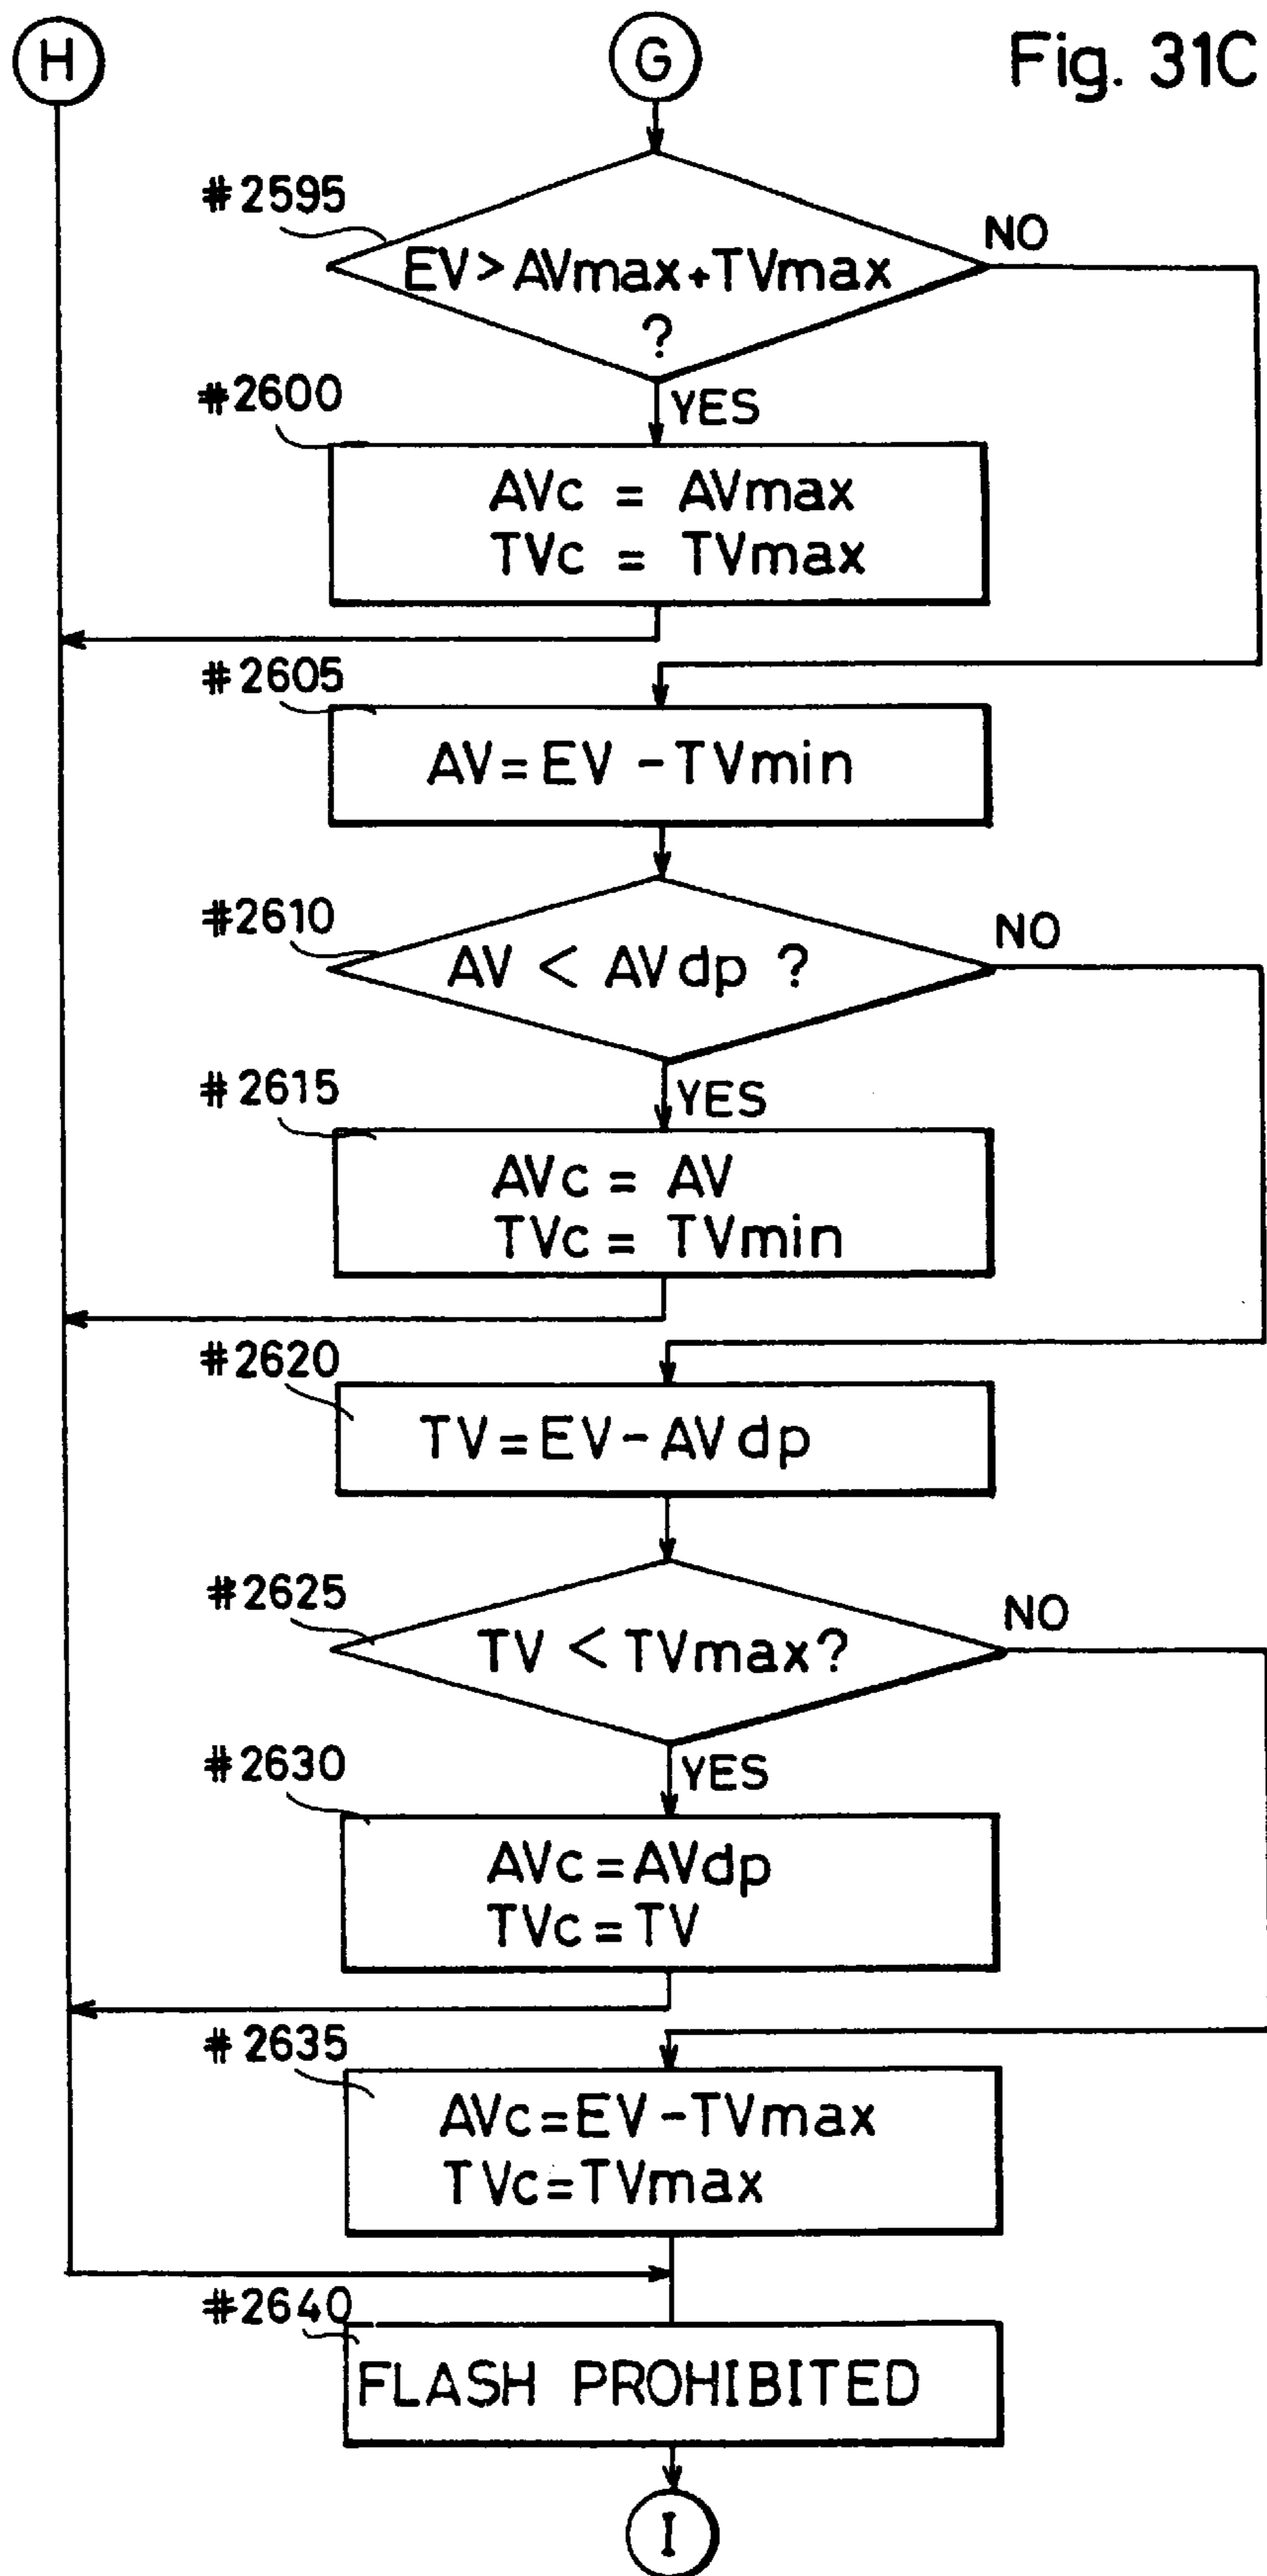 H
G
Fig. 31C
#2595
EV>AVmax+TVmax
?
NO
YES
#2600
AVc = AVmax
TVc = TVmax
#2605
AV=EV-TVmin
#2610
AV < AVdp ?
NO
YES
#2615
AVc = AV
TVc = TVmin
#2620
TV=EV-AVdp
#2625
TV < TVmax?
NO
YES
#2630
AVc=AVdp
TVc=TV
#2635
AVc=EV-TVmax
TVc=TVmax
#2640
FLASH PROHIBITED
I